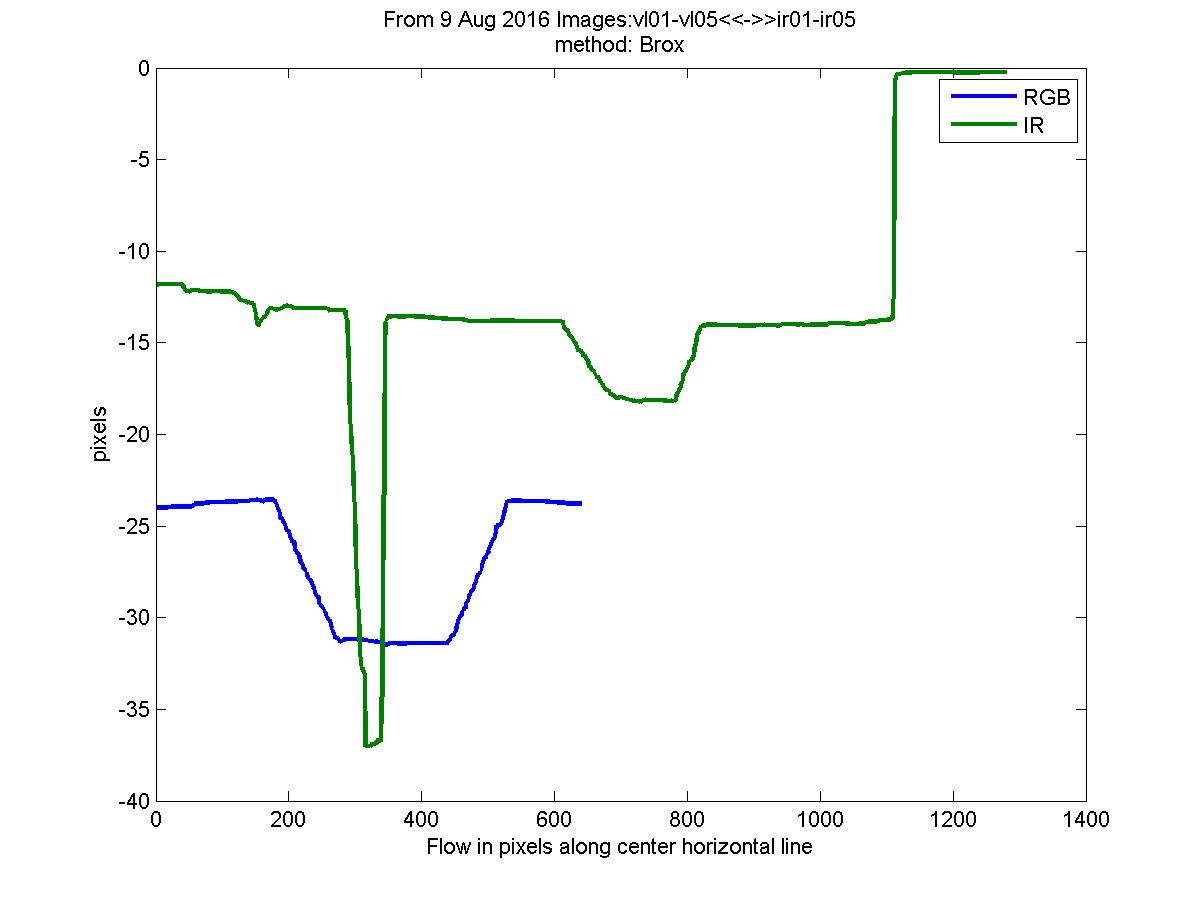 From 9 Aug 2016 Images:vl01-vl05<<->>ir01-ir05
method: Brox
0
-5
-10
-15
-20
-25
-30
-35
-40
pixels
RGB
IR
0 200 400 600 800 1000 1200 1400
Flow in pixels along center horizontal line